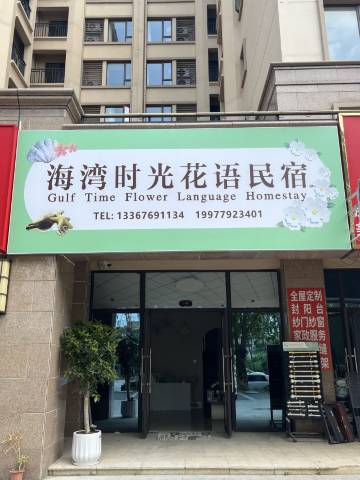 海湾时光花语民宿
Gulf Time Flower Language Homestay
TEL: 13367691134 19977923401
全屋定制
封阳台
纱门纱窗
家政服务